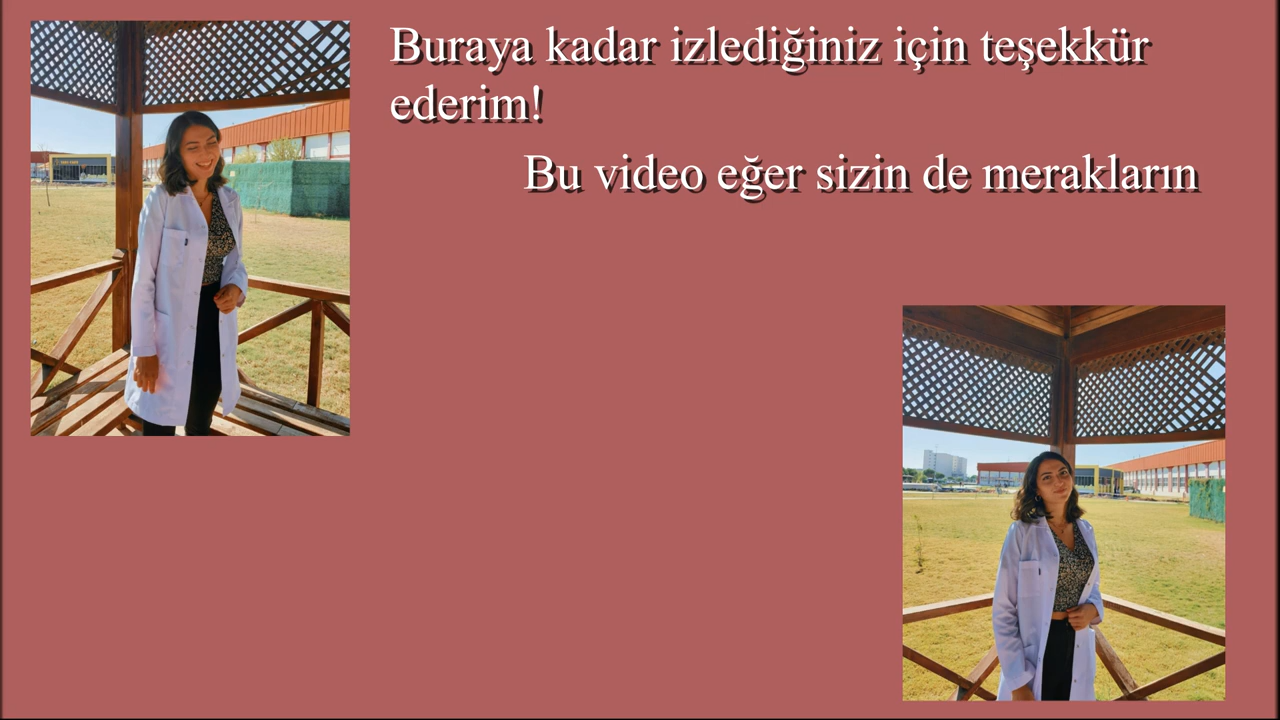 Buraya kadar izlediğiniz için teşekkür
ederim!
Bu video eğer sizin de merakların